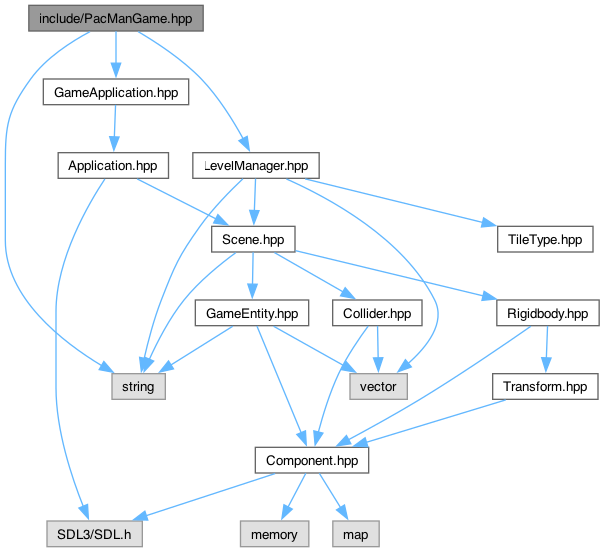 include/PacManGame.hpp
GameApplication.hpp
Application.hpp
LevelManager.hpp
Scene.hpp
TileType.hpp
GameEntity.hpp
Collider.hpp
Rigidbody.hpp
string
vector
Transform.hpp
Component.hpp
SDL3/SDL.h
memory
map